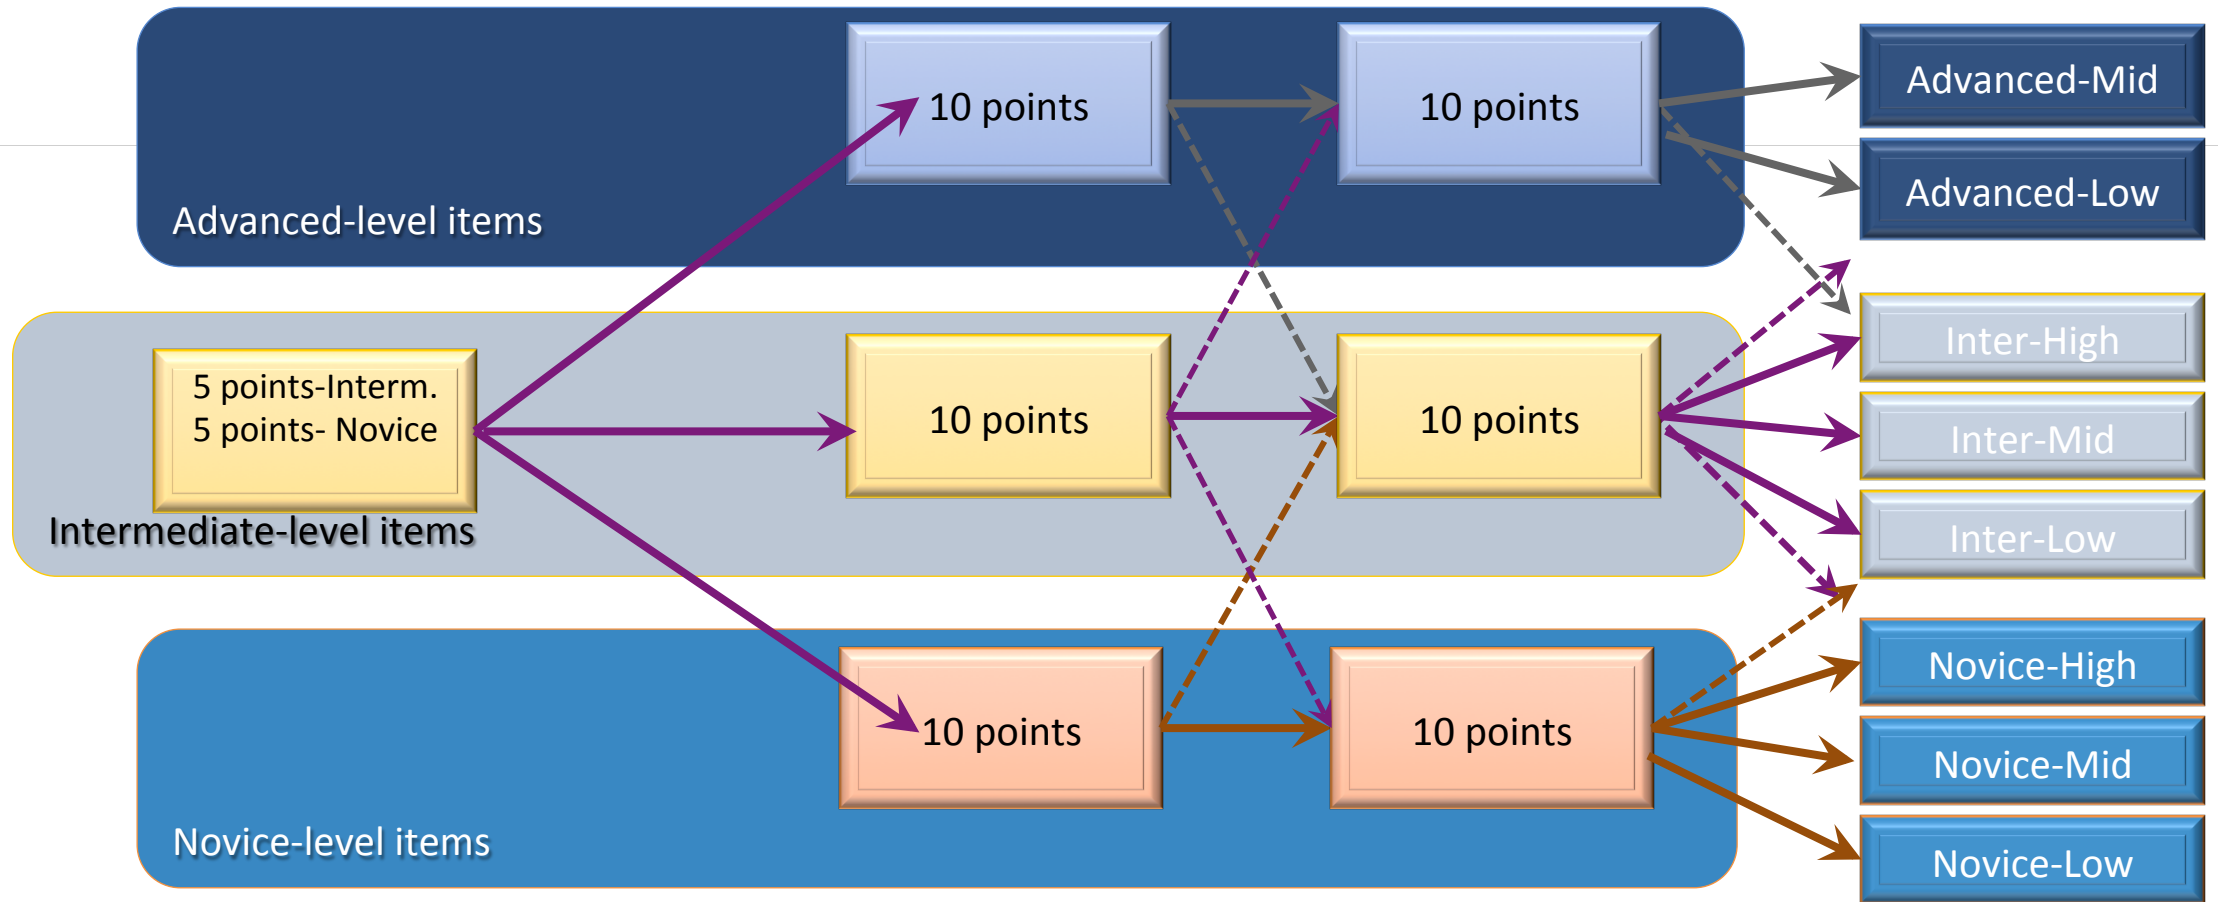 10 points
10 points
Advanced-level items
5 points-Interm.
5 points- Novice
10 points
10 points
Intermediate-level items
10 points
10 points
Novice-level items
Advanced-Mid
Advanced-Low
Inter-High
Inter-Mid
Inter-Low
Novice-High
Novice-Mid
Novice-Low